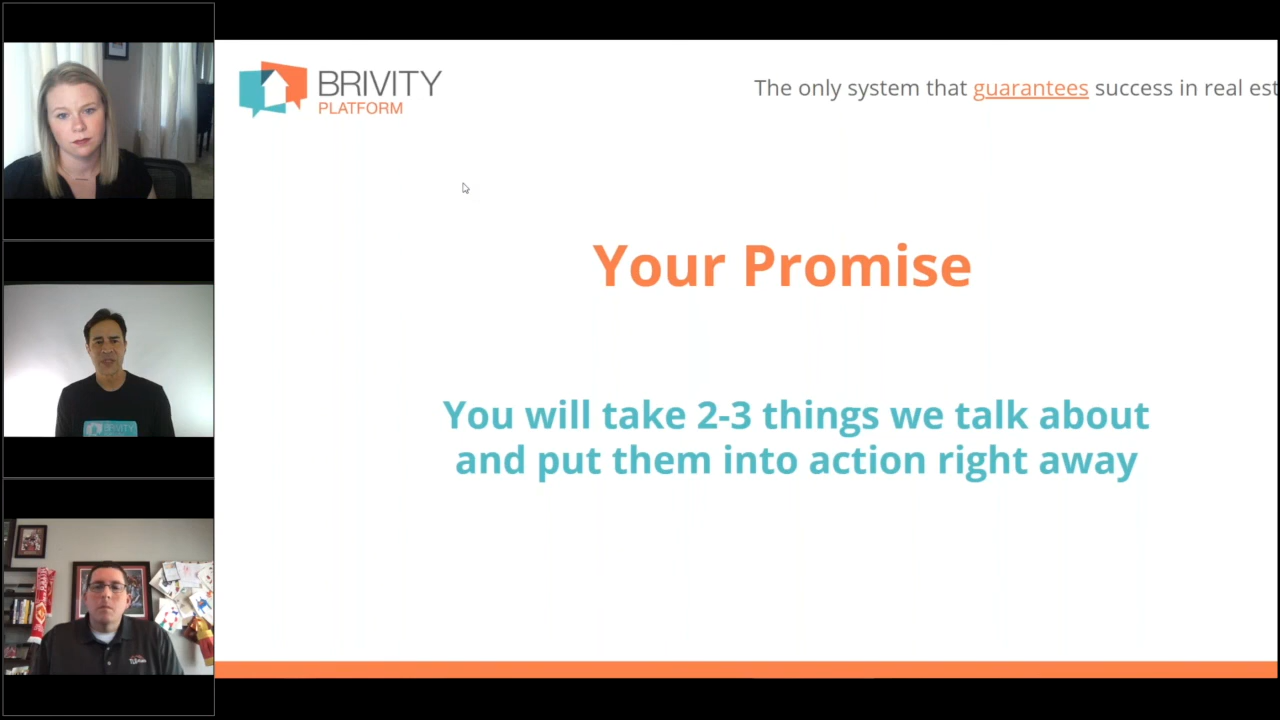 BRIVITY
PLATFORM
The only system that guarantees success in real est
Your Promise
You will take 2-3 things we talk about
and put them into action right away
BRIVITY